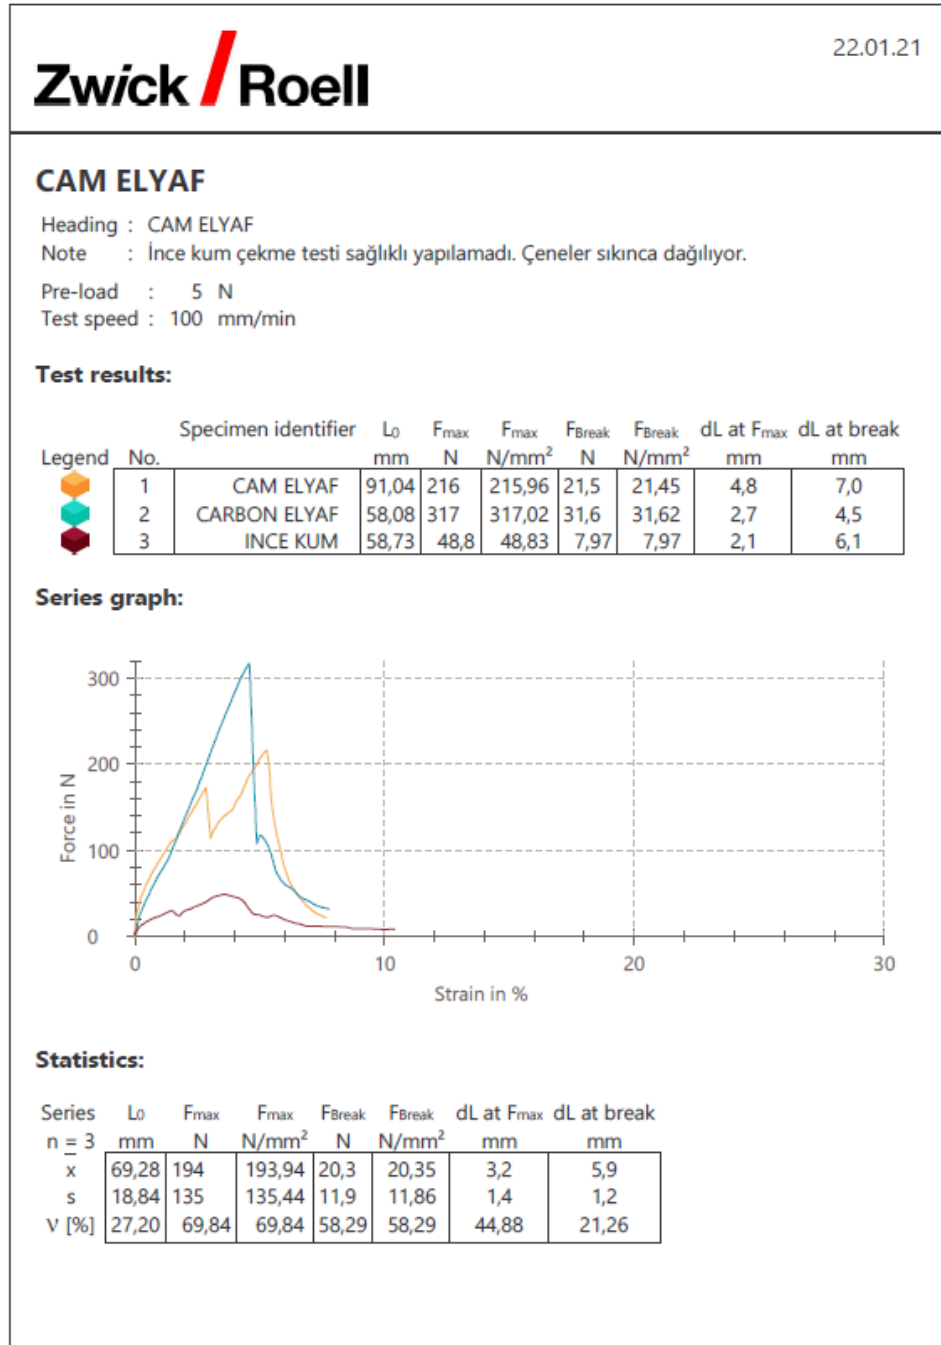 22.01.21
Zwick / Roell
CAM ELYAF
Heading : CAM ELYAF
Note : İnce kum çekme testi sağlıklı yapılamadı. Çeneler sıkınca dağılıyor.
Pre-load : 5 N
Test speed : 100 mm/min
Test results:
Specimen identifier L0 Fmax Fmax FBreak FBreak dL at Fmax dL at break
Legend No. mm N N/mm² N N/mm² mm mm
1 CAM ELYAF 91,04 216 215,96 21,5 21,45 4,8 7,0
2 CARBON ELYAF 58,08 317 317,02 31,6 31,62 2,7 4,5
3 INCE KUM 58,73 48,8 48,83 7,97 7,97 2,1 6,1
Series graph:
300
200
100
0
Force in N
0 10 20 30
Strain in %
Statistics:
Series L0 Fmax Fmax FBreak FBreak dL at Fmax dL at break
n = 3 mm N N/mm² N N/mm² mm mm
x̅ 69,28 194 193,94 20,3 20,35 3,2 5,9
s 18,84 135 135,44 11,9 11,86 1,4 1,2
ν [%] 27,20 69,84 69,84 58,29 58,29 44,88 21,26